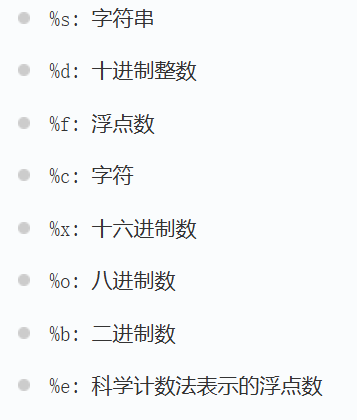 %s: 字符串
%d: 十进制整数
%f: 浮点数
%c: 字符
%x: 十六进制数
%o: 八进制数
%b: 二进制数
%e: 科学计数法表示的浮点数